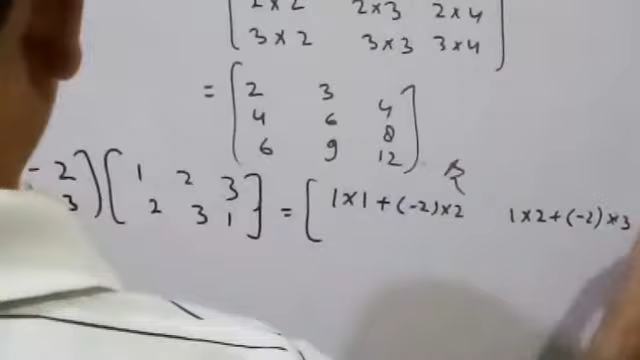 2×2 2×3 2×4
3×2 3×3 3×4
= [2 3 4
4 6 8
6 9 12]
-2) (1 2 3] = [1×1+(-2)×2 1×2+(-2)×3
3 2 3 1